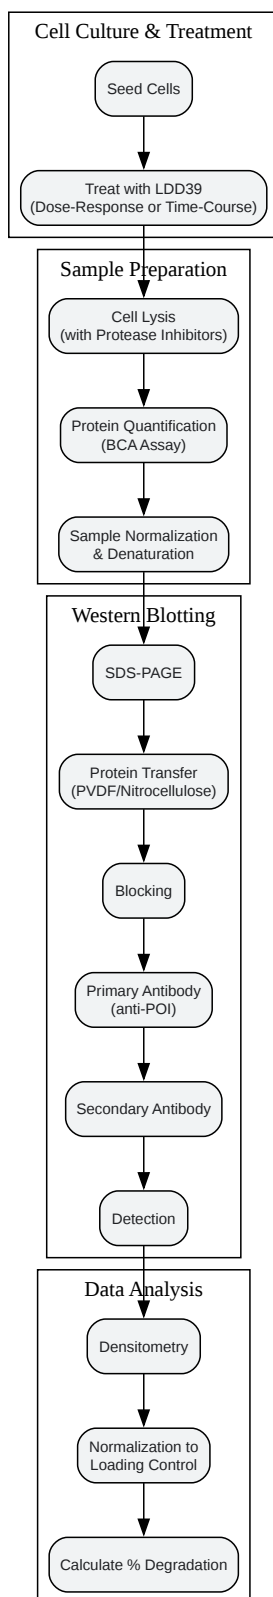 Cell Culture & Treatment
Seed Cells
Treat with LDD39
(Dose-Response or Time-Course)
Sample Preparation
Cell Lysis
(with Protease Inhibitors)
Protein Quantification
(BCA Assay)
Sample Normalization
& Denaturation
Western Blotting
SDS-PAGE
Protein Transfer
(PVDF/Nitrocellulose)
Blocking
Primary Antibody
(anti-POI)
Secondary Antibody
Detection
Data Analysis
Densitometry
Normalization to
Loading Control
Calculate % Degradation